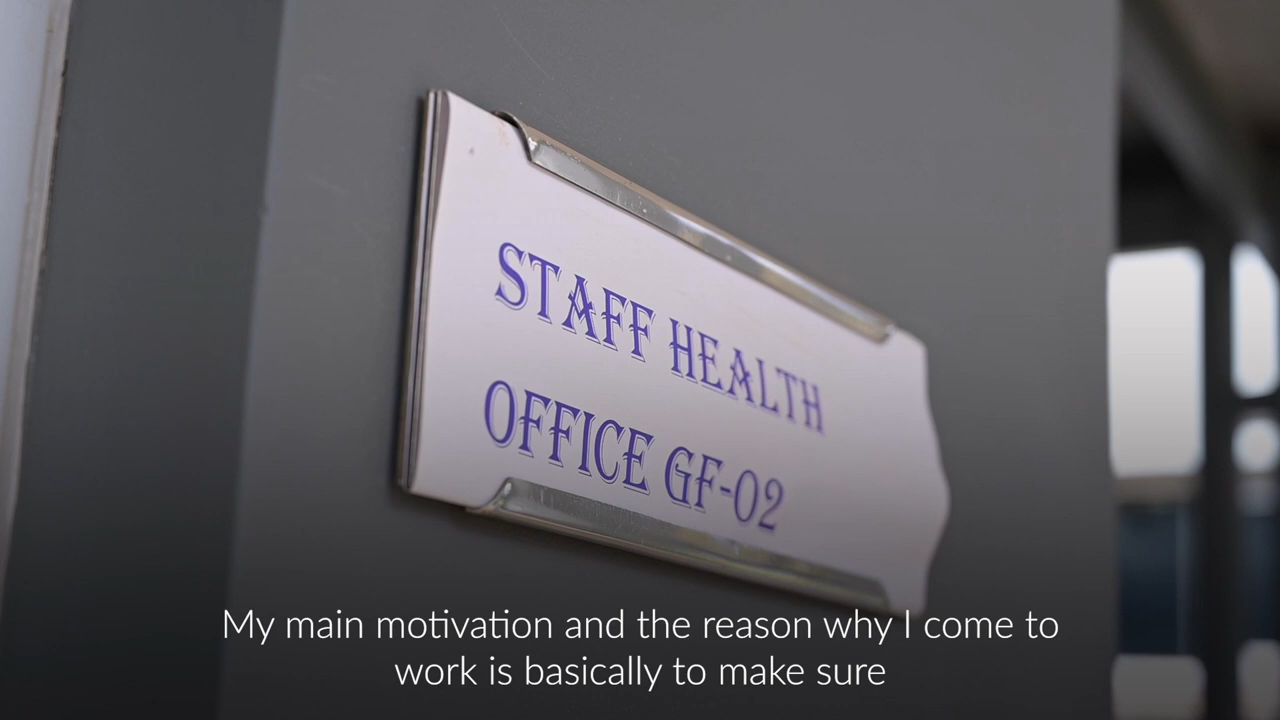 STAFF HEALTH
OFFICE GF-02
My main motivation and the reason why I come to
work is basically to make sure